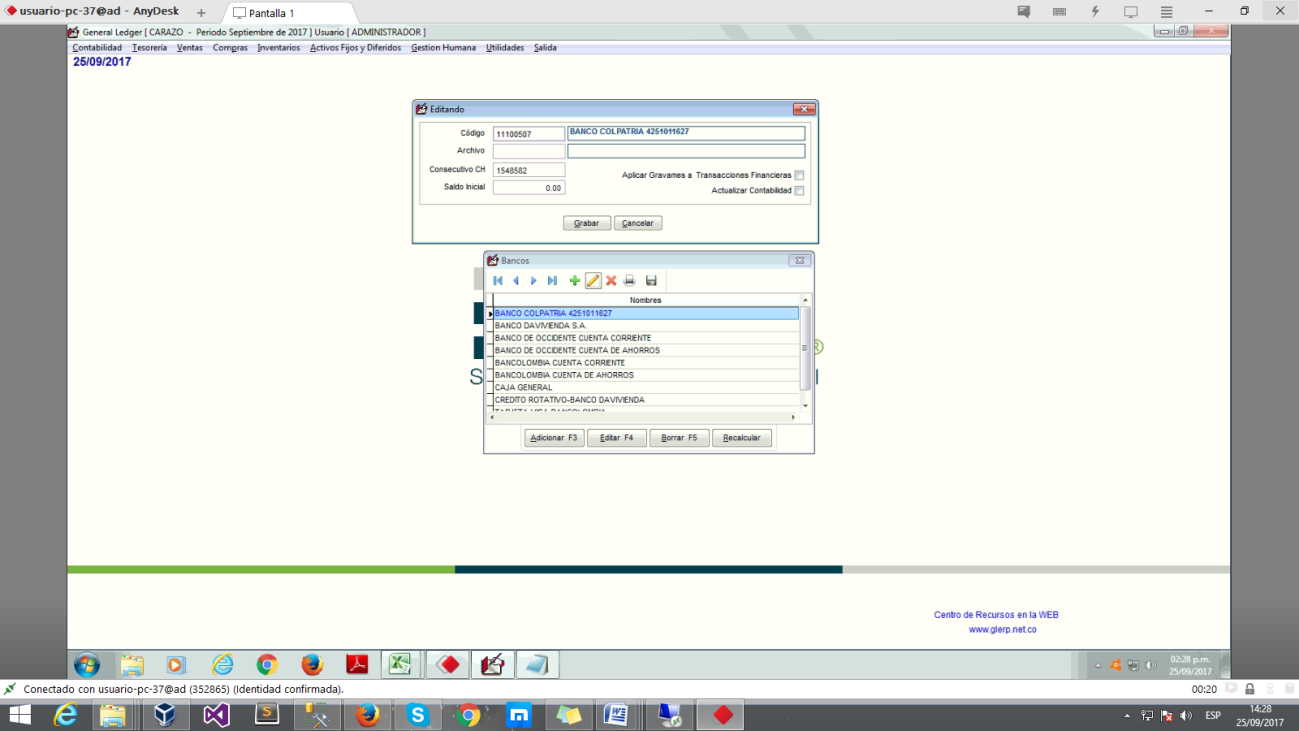 usuario-pc-37@ad - AnyDesk
Pantalla 1
General Ledger [ CARAZO - Periodo Septiembre de 2017 ] Usuario [ ADMINISTRADOR ]
Contabilidad Tesorería Ventas Compras Inventarios Activos Fijos y Diferidos Gestion Humana Utilidades Salida
25/09/2017
Editando
Código 11100507 BANCO COLPATRIA 4251011627
Archivo
Consecutivo CH 1548582
Aplicar Gravames a Transacciones Financieras
Saldo Inicial 0.00
Actualizar Contabilidad
Grabar Cancelar
Bancos
Nombres
BANCO COLPATRIA 4251011627
BANCO DAVIVIENDA S.A.
BANCO DE OCCIDENTE CUENTA CORRIENTE
BANCO DE OCCIDENTE CUENTA DE AHORROS
BANCOLOMBIA CUENTA CORRIENTE
BANCOLOMBIA CUENTA DE AHORROS
CAJA GENERAL
CREDITO ROTATIVO-BANCO DAVIVIENDA
TARJETA VISA BANCOLOMBIA
Adicionar F3 Editar F4 Borrar F5 Recalcular
S
®
Centro de Recursos en la WEB
www.glerp.net.co
02:28 p.m.
25/09/2017
Conectado con usuario-pc-37@ad (352865) (Identidad confirmada).
00:20
ESP
14:28
25/09/2017